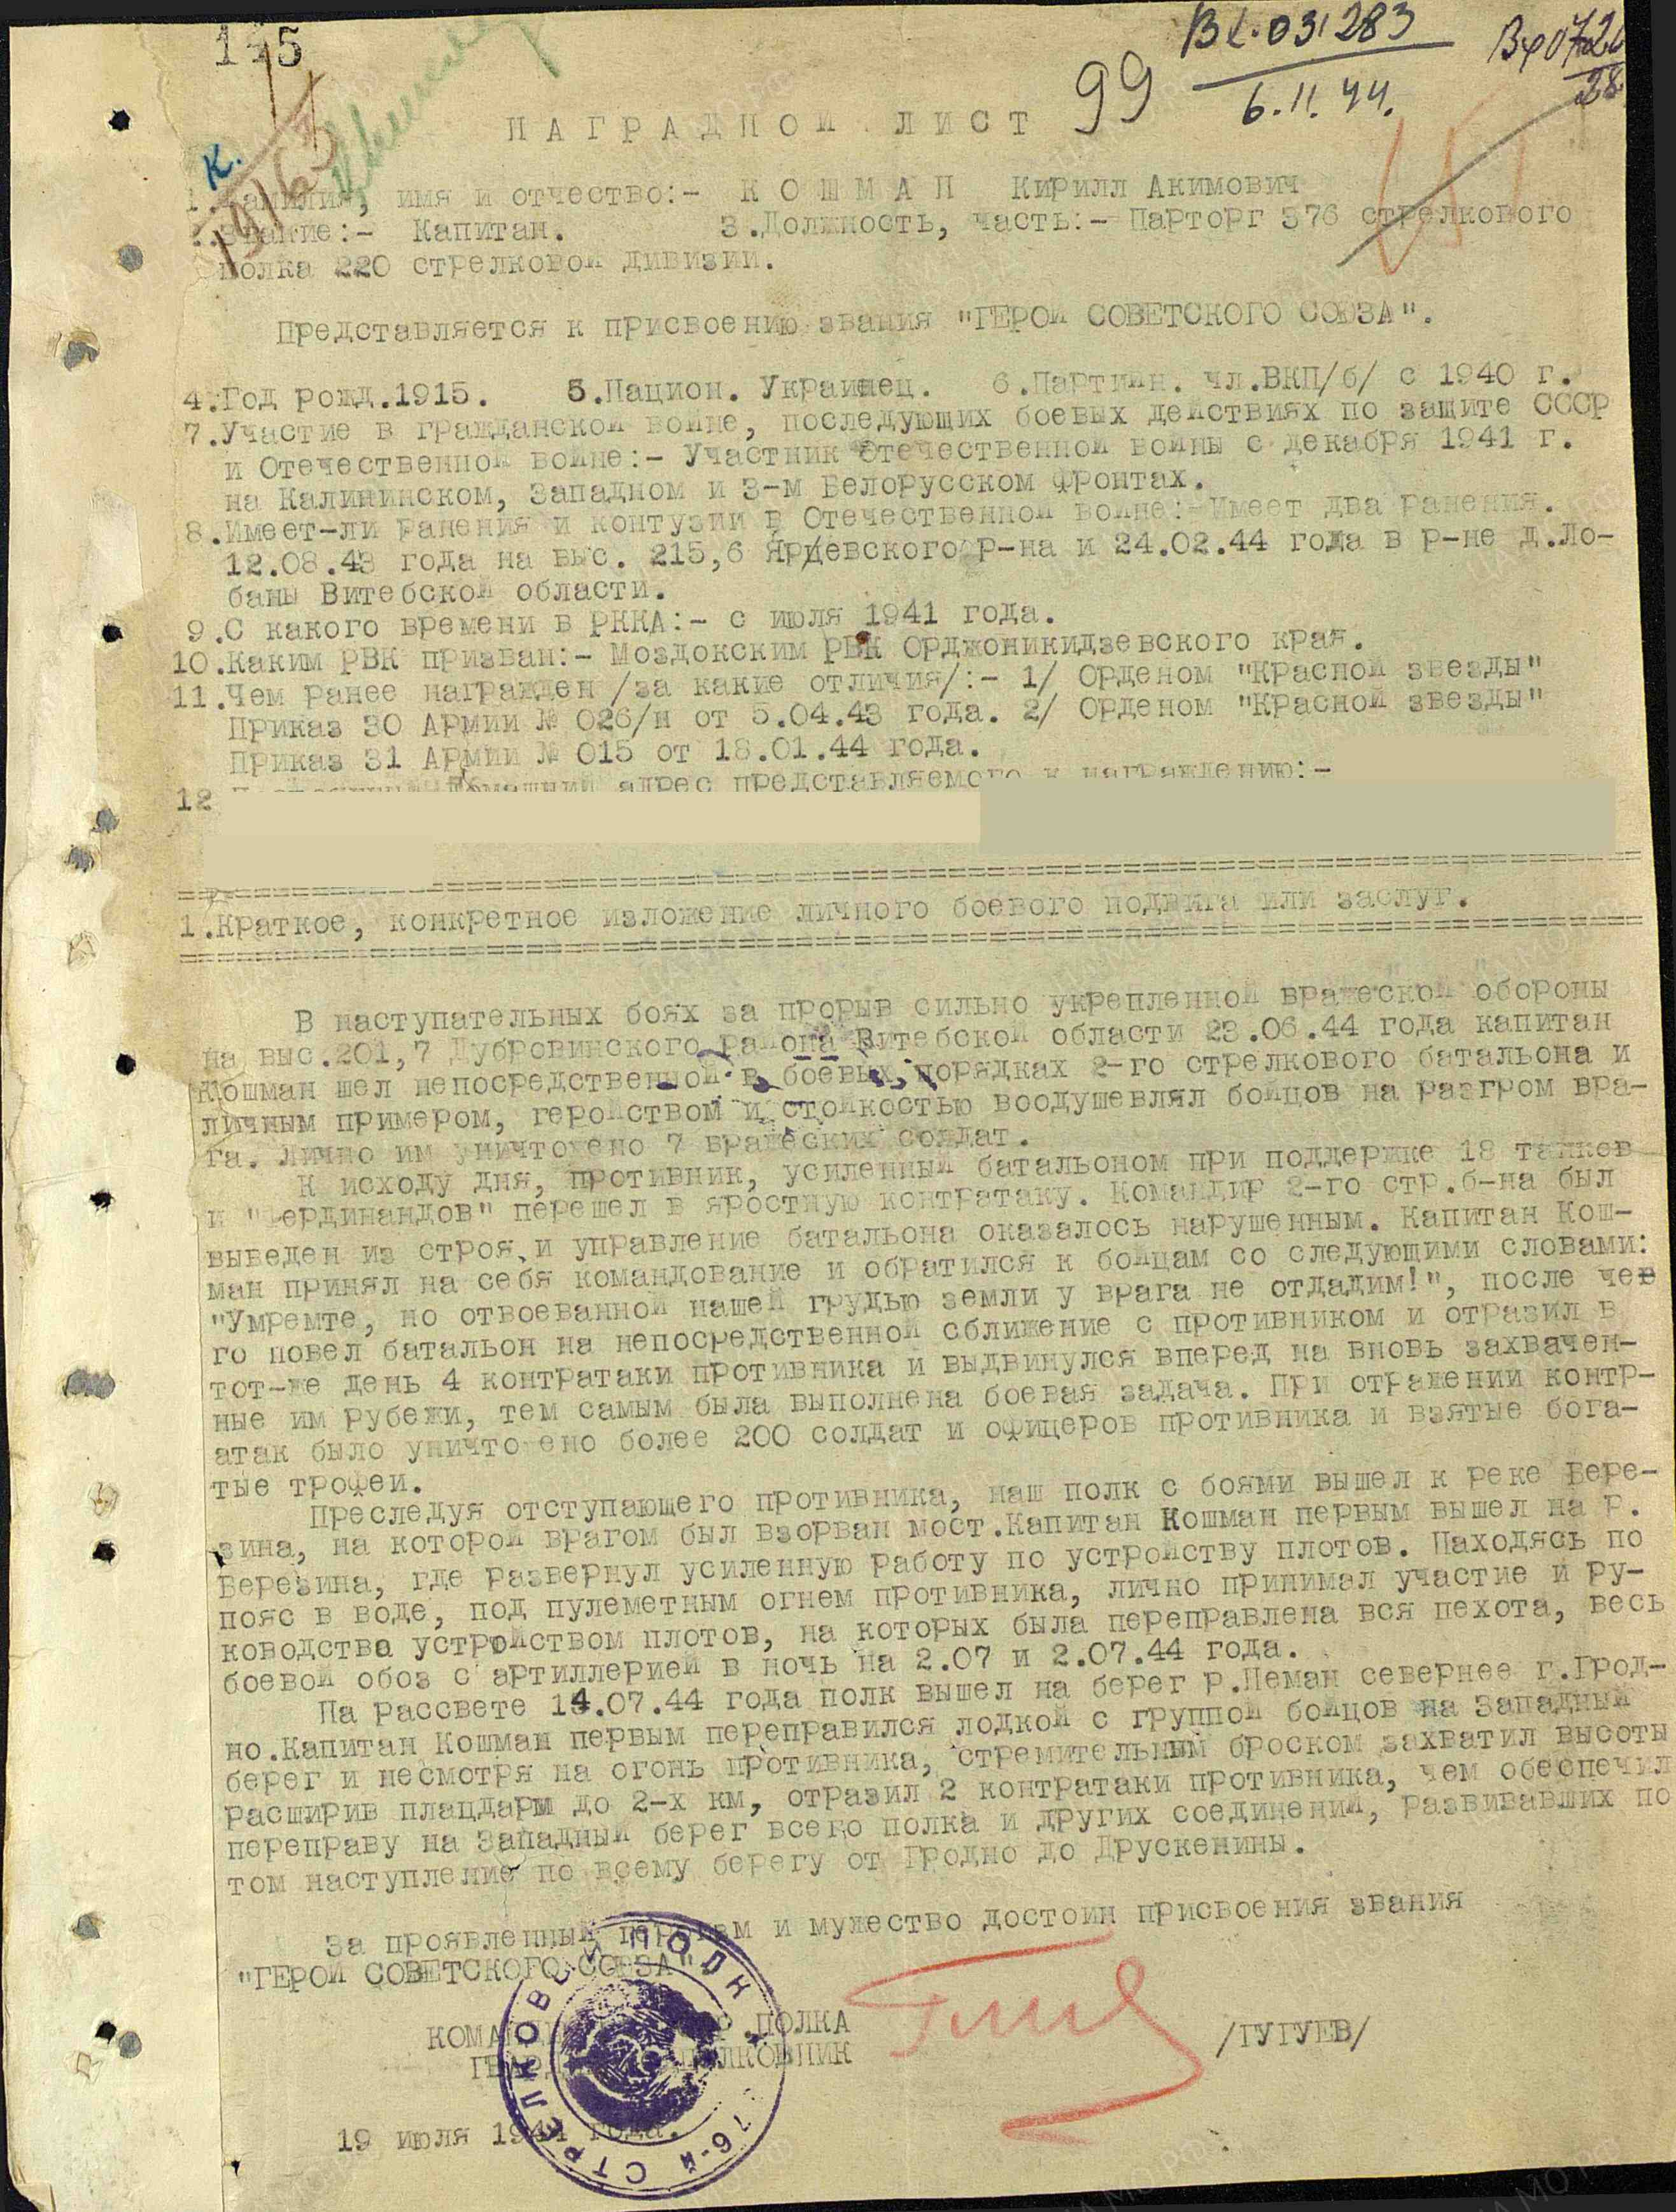 115
Вх.031283
6.11.44.
99
НАГРАДНОЙ ЛИСТ
К.
1.Фамилия, имя и отчество:- КОШМАН Кирилл Акимович
2.Звание:- Капитан. 3.Должность, часть:- Парторг 376 стрелкового
полка 220 стрелковой дивизии.
Представляется к присвоению звания "ГЕРОЙ СОВЕТСКОГО СОЮЗА".
4.Год рожд.1915. 5.Национ. Украинец. 6.Партийн. чл.ВКП/б/ с 1940 г.
7.Участие в гражданской войне, последующих боевых действиях по защите СССР
и Отечественной войне:- Участник Отечественной войны с декабря 1941 г.
на Калининском, Западном и 3-м Белорусском фронтах.
8.Имеет-ли ранения и контузии в Отечественной войне:- Имеет два ранения.
12.08.43 года на выс. 215,6 Ярцевского р-на и 24.02.44 года в р-не д.Ло-
баны Витебской области.
9.С какого времени в РККА:- с июля 1941 года.
10.Каким РВК призван:- Моздокским РВК Орджоникидзевского края.
11.Чем ранее награжден /за какие отличия/:- 1/ Орденом "Красной звезды"
Приказ 30 Армии № 026/н от 5.04.43 года. 2/ Орденом "Красной звезды"
Приказ 31 Армии № 015 от 18.01.44 года.
12 домашний адрес представляемого к награждению:-
1.Краткое, конкретное изложение личного боевого подвига или заслуг.
В наступательных боях за прорыв сильно укрепленной вражеской обороны
на выс.201,7 Дубровинского района Витебской области 23.06.44 года капитан
Кошман шел непосредственной в боевых порядках 2-го стрелкового батальона и
личным примером, геройством и стойкостью воодушевлял бойцов на разгром вра-
га. Лично им уничтожено 7 вражеских солдат.
К исходу дня, противник, усиленный батальоном при поддержке 18 танков
и "Фердинандов" перешел в яростную контратаку. Командир 2-го стр.б-на был
выведен из строя и управление батальона оказалось нарушенным. Капитан Кош-
ман принял на себя командование и обратился к бойцам со следующими словами:
"Умремте, но отвоеванной нашей грудью земли у врага не отдадим!", после че
го повел батальон на непосредственной сближение с противником и отразил в
тот-же день 4 контратаки противника и выдвинулся вперед на вновь захвачен-
ные им рубежи, тем самым была выполнена боевая задача. При отражении контр-
атак было уничтожено более 200 солдат и офицеров противника и взятые бога-
тые трофеи.
Преследуя отступающего противника, наш полк с боями вышел к реке Бере-
зина, на которой врагом был взорван мост.Капитан Кошман первым вышел на р.
Березина, где развернул усиленную работу по устройству плотов. Находясь по
пояс в воде, под пулеметным огнем противника, лично принимал участие и ру-
ководства устройством плотов, на которых была переправлена вся пехота, весь
боевой обоз с артиллерией в ночь на 2.07 и 2.07.44 года.
На рассвете 14.07.44 года полк вышел на берег р.Неман севернее г.Грод-
но.Капитан Кошман первым переправился лодкой с группой бойцов на Западный
берег и несмотря на огонь противника, стремительным броском захватил высоты
расширив плацдарм до 2-х км, отразил 2 контратаки противника, чем обеспечил
переправу на Западный берег всего полка и других соединений, развивавших по
том наступление по всему берегу от Гродно до Друскенины.
За проявленный героизм и мужество достоин присвоения звания
"ГЕРОЙ СОВЕТСКОГО СОЮЗА".
КОМАНДИР ПОЛКА
ГВАРДИИ ПОДПОЛКОВНИК
/ГУГУЕВ/
76-й СТРЕЛКОВЫЙ ПОЛК
19 июля 1944 года.